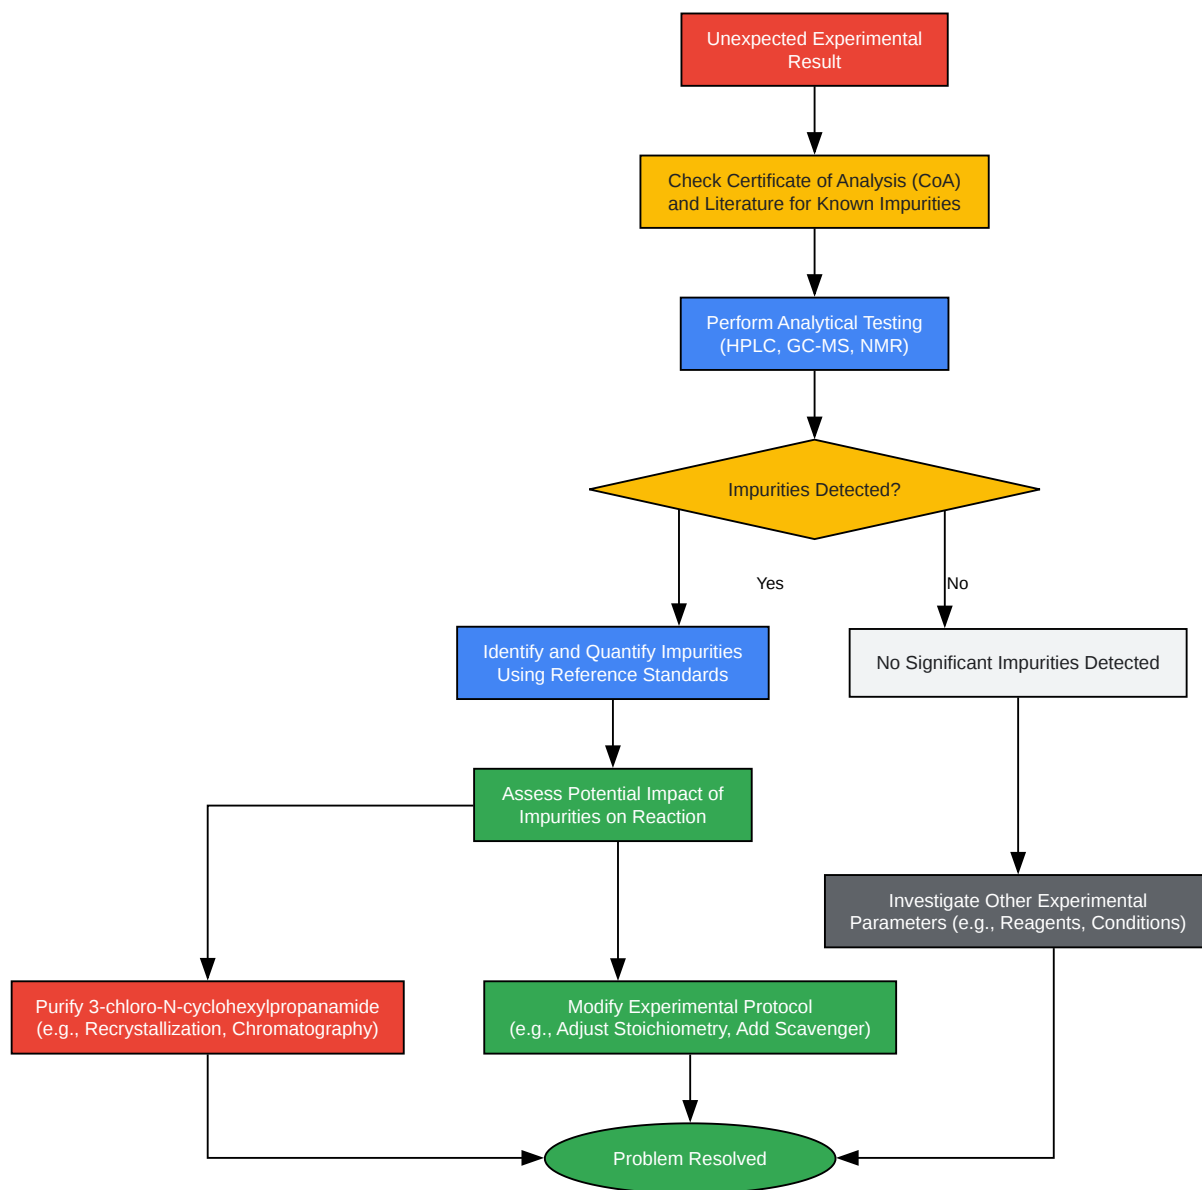 Unexpected Experimental
Result
Check Certificate of Analysis (CoA)
and Literature for Known Impurities
Perform Analytical Testing
(HPLC, GC-MS, NMR)
Impurities Detected?
Yes
No
Identify and Quantify Impurities
Using Reference Standards
No Significant Impurities Detected
Assess Potential Impact of
Impurities on Reaction
Investigate Other Experimental
Parameters (e.g., Reagents, Conditions)
Purify 3-chloro-N-cyclohexylpropanamide
(e.g., Recrystallization, Chromatography)
Modify Experimental Protocol
(e.g., Adjust Stoichiometry, Add Scavenger)
Problem Resolved